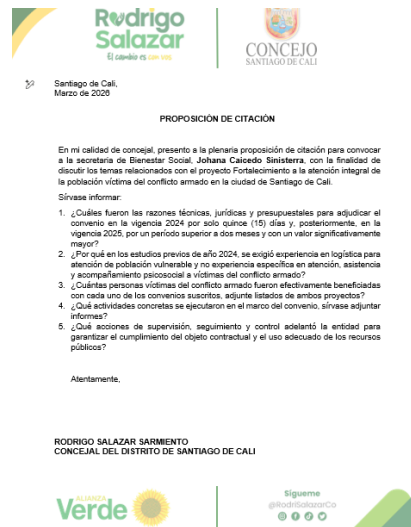 Rodrigo
Salazar
El cambio es con vos
CONCEJO
SANTIAGO DE CALI
Santiago de Cali,
Marzo de 2026
PROPOSICIÓN DE CITACIÓN
En mi calidad de concejal, presento a la plenaria proposición de citación para convocar
a la secretaria de Bienestar Social, Johana Caicedo Sinisterra, con la finalidad de
discutir los temas relacionados con el proyecto Fortalecimiento a la atención integral de
la población víctima del conflicto armado en la ciudad de Santiago de Cali.
Sírvase informar:
1. ¿Cuáles fueron las razones técnicas, jurídicas y presupuestales para adjudicar el
convenio en la vigencia 2024 por solo quince (15) días y, posteriormente, en la
vigencia 2025, por un período superior a dos meses y con un valor significativamente
mayor?
2. ¿Por qué en los estudios previos de año 2024, se exigió experiencia en logística para
atención de población vulnerable y no experiencia específica en atención, asistencia
y acompañamiento psicosocial a víctimas del conflicto armado?
3. ¿Cuántas personas víctimas del conflicto armado fueron efectivamente beneficiadas
con cada uno de los convenios suscritos, adjunte listados de ambos proyectos?
4. ¿Qué actividades concretas se ejecutaron en el marco del convenio, sírvase adjuntar
informes?
5. ¿Qué acciones de supervisión, seguimiento y control adelantó la entidad para
garantizar el cumplimiento del objeto contractual y el uso adecuado de los recursos
públicos?
Atentamente,
RODRIGO SALAZAR SARMIENTO
CONCEJAL DEL DISTRITO DE SANTIAGO DE CALI
ALIANZA
Verde
Sígueme
@RodriSalazarCo